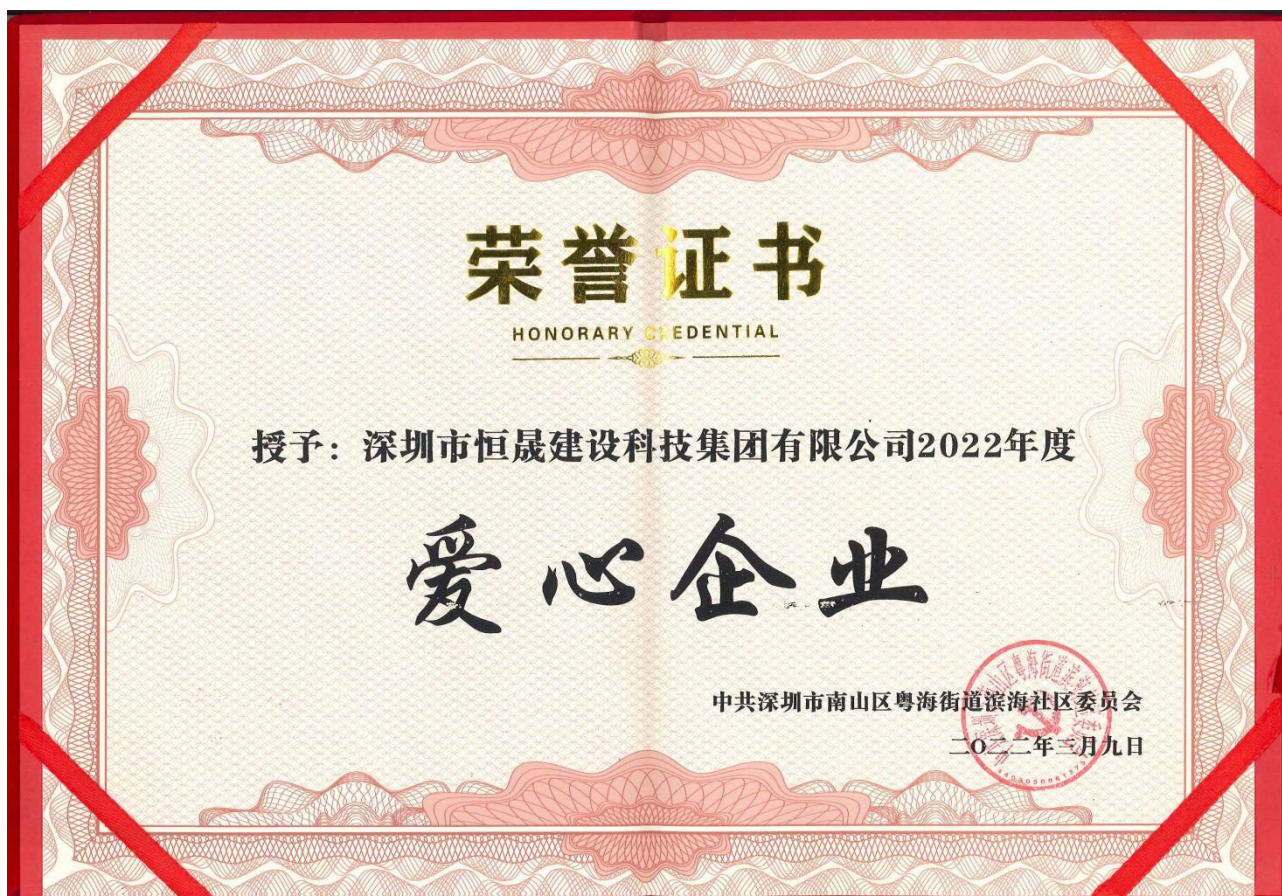 荣誉证书
HONORARY CREDENTIAL
授予：深圳市恒晟建设科技集团有限公司2022年度
爱心企业
中共深圳市南山区粤海街道滨海社区委员会
二〇二二年三月九日